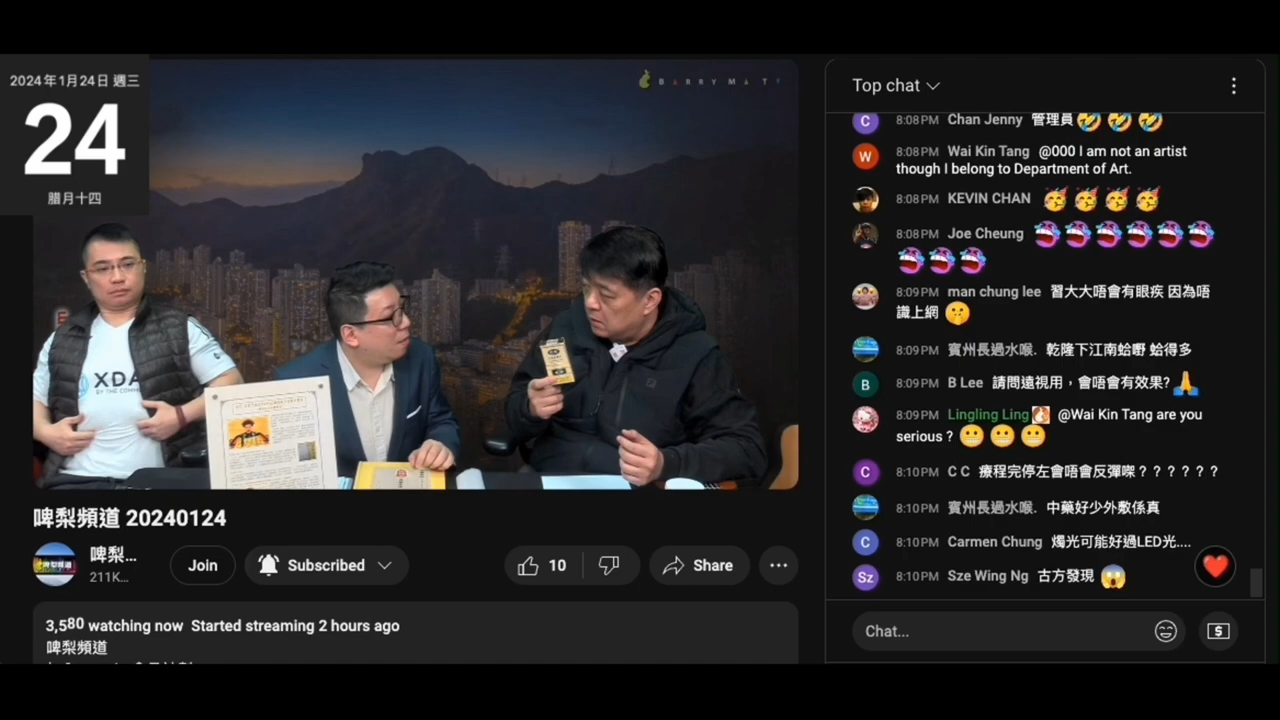 2024年1月24日 週三
24
腊月十四
BARRY MA TV
XDA
BY THE COMM
啤梨頻道 20240124
啤梨...
211K...
Join
Subscribed
10
Share
3,580 watching now Started streaming 2 hours ago
啤梨頻道
Top chat
8:08PM Chan Jenny 管理員🤣🤣🤣
8:08PM Wai Kin Tang @000 I am not an artist
though I belong to Department of Art.
8:08PM KEVIN CHAN 🥳🥳🥳🥳
8:08PM Joe Cheung
8:09PM man chung lee 習大大唔會有眼疾 因為唔
識上網🤫
8:09PM 賓州長過水喉. 乾隆下江南蛤嘢 蛤得多
8:09PM B Lee 請問遠視用，會唔會有效果?🙏
8:09PM Lingling Ling @Wai Kin Tang are you
serious ? 😬😬😬
8:10PM C C 療程完停左會唔會反彈㗎？？？？？？
8:10PM 賓州長過水喉. 中藥好少外敷係真
8:10PM Carmen Chung 燭光可能好過LED光....
8:10PM Sze Wing Ng 古方發現😱
Chat...